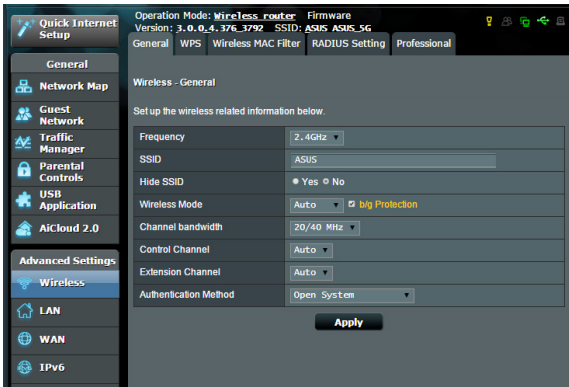 Quick Internet
Setup
General
Network Map
Guest
Network
Traffic
Manager
Parental
Controls
USB
Application
AiCloud 2.0
Advanced Settings
Wireless
LAN
WAN
IPv6
Operation Mode: Wireless router Firmware
Version: 3.0.0.4.376_3792 SSID: ASUS ASUS_5G
General WPS Wireless MAC Filter RADIUS Setting Professional
Wireless - General
Set up the wireless related information below.
Frequency 2.4GHz
SSID ASUS
Hide SSID Yes No
Wireless Mode Auto b/g Protection
Channel bandwidth 20/40 MHz
Control Channel Auto
Extension Channel Auto
Authentication Method Open System
Apply